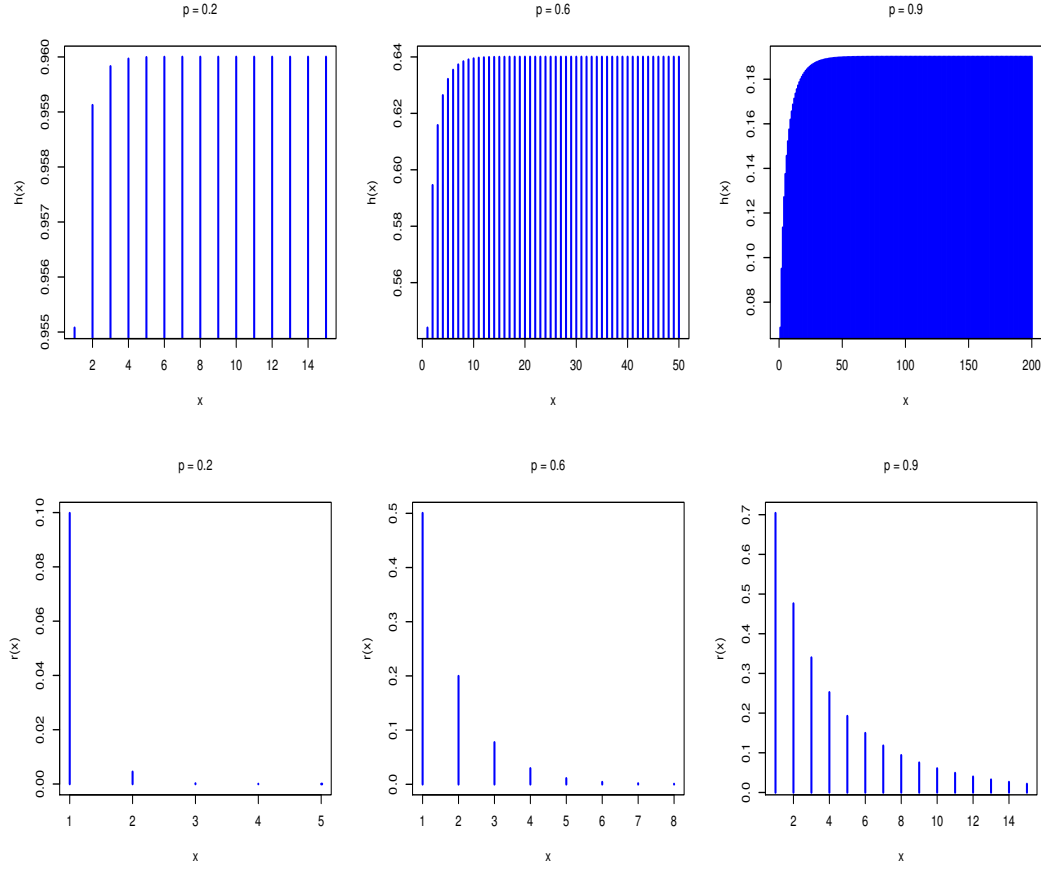 p = 0.2
h(x)
0.955 0.956 0.957 0.958 0.959 0.960
2 4 6 8 10 12 14
x
p = 0.6
h(x)
0.56 0.58 0.60 0.62 0.64
0 10 20 30 40 50
x
p = 0.9
h(x)
0.08 0.10 0.12 0.14 0.16 0.18
0 50 100 150 200
x
p = 0.2
r(x)
0.00 0.02 0.04 0.06 0.08 0.10
1 2 3 4 5
x
p = 0.6
r(x)
0.0 0.1 0.2 0.3 0.4 0.5
1 2 3 4 5 6 7 8
x
p = 0.9
r(x)
0.0 0.1 0.2 0.3 0.4 0.5 0.6 0.7
2 4 6 8 10 12 14
x